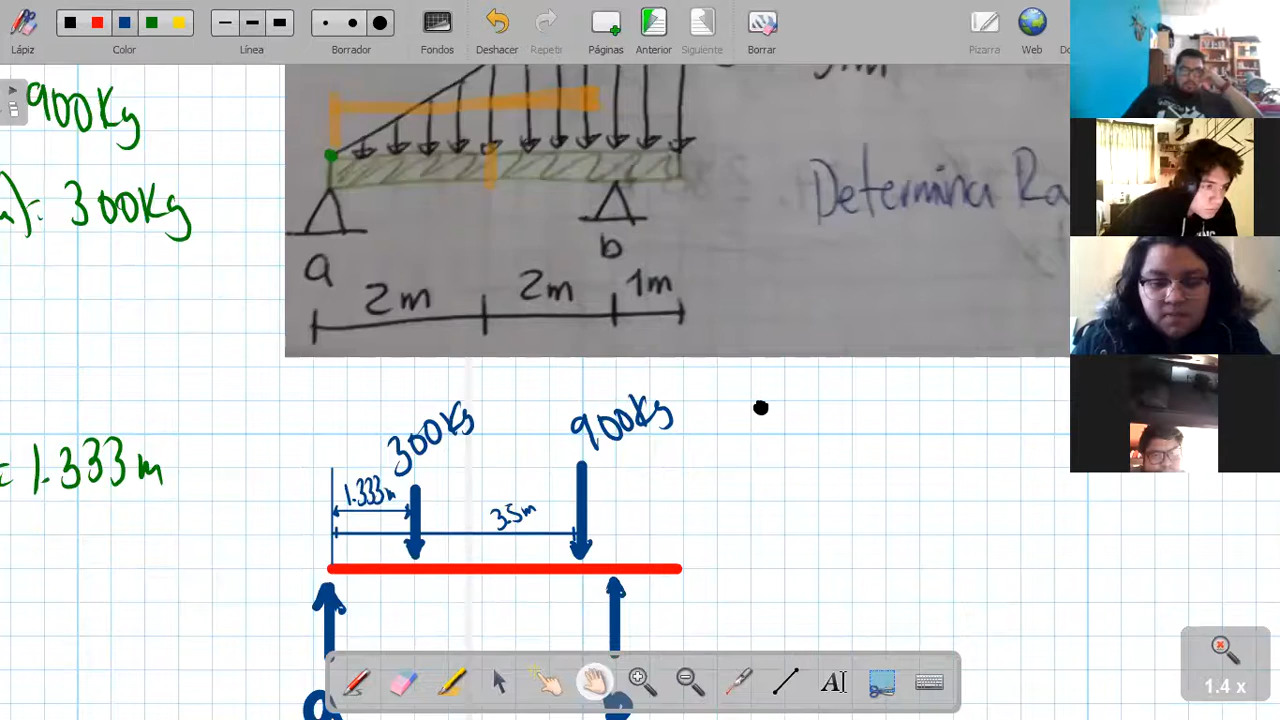 Lápiz
Color
Línea
Borrador
Fondos
Deshacer
Repetir
Páginas
Anterior
Siguiente
Borrar
Pizarra
Web
900Kg
300Kg
= 1.333m
Determina Ra
a
b
2m
2m
1m
300Kg
900Kg
1.333m
3.5m
1.4 x